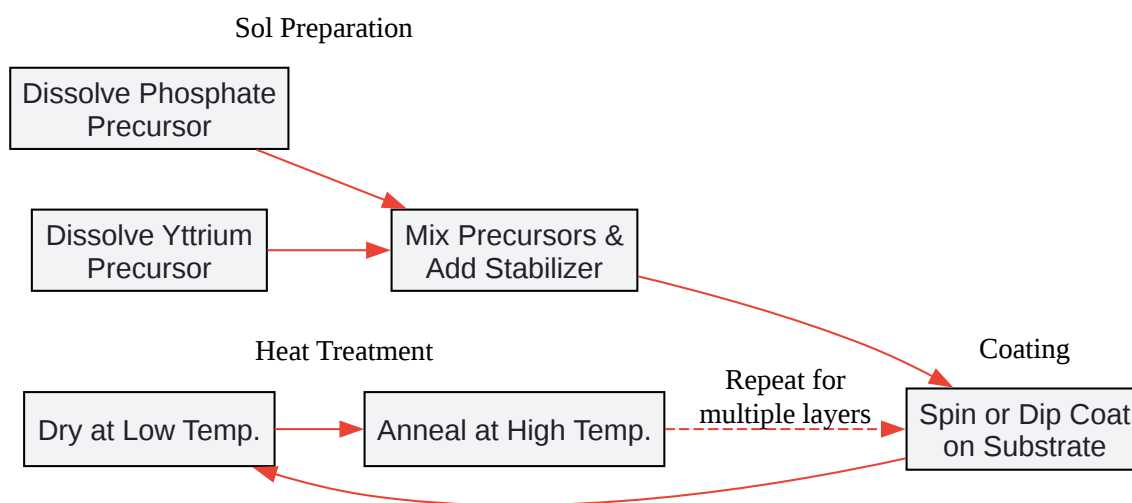 Sol Preparation
Dissolve Phosphate
Precursor
Dissolve Yttrium
Precursor
Mix Precursors &
Add Stabilizer
Heat Treatment
Coating
Dry at Low Temp.
Anneal at High Temp.
Repeat for
multiple layers
Spin or Dip Coat
on Substrate